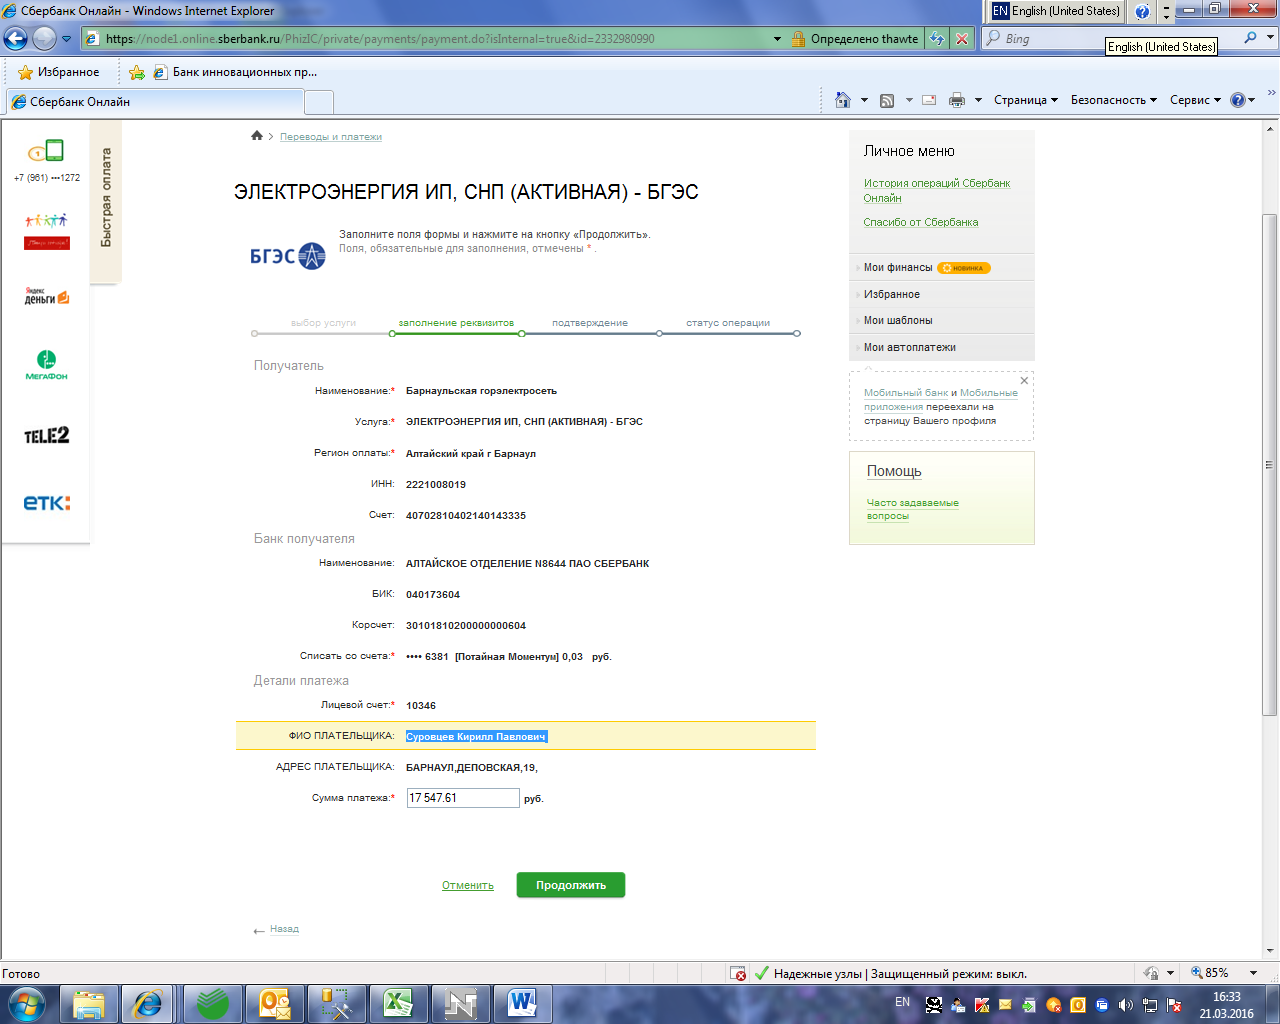 Сбербанк Онлайн - Windows Internet Explorer
EN English (United States)
https://node1.online.sberbank.ru/PhizIC/private/payments/payment.do?isInternal=true&id=2332980990
Определено thawte
Bing
English (United States)
Избранное
Банк инновационных пр...
Сбербанк Онлайн
Страница
Безопасность
Сервис
+7 (961) •••1272
Быстрая оплата
Яндекс
деньги
МЕГАФОН
TELE2
ЕТК:
Переводы и платежи
ЭЛЕКТРОЭНЕРГИЯ ИП, СНП (АКТИВНАЯ) - БГЭС
БГЭС
Заполните поля формы и нажмите на кнопку «Продолжить».
Поля, обязательные для заполнения, отмечены * .
выбор услуги
заполнение реквизитов
подтверждение
статус операции
Получатель
Наименование:* Барнаульская горэлектросеть
Услуга:* ЭЛЕКТРОЭНЕРГИЯ ИП, СНП (АКТИВНАЯ) - БГЭС
Регион оплаты:* Алтайский край г Барнаул
ИНН: 2221008019
Счет: 40702810402140143335
Банк получателя
Наименование: АЛТАЙСКОЕ ОТДЕЛЕНИЕ N8644 ПАО СБЕРБАНК
БИК: 040173604
Корсчет: 30101810200000000604
Списать со счета:* •••• 6381 [Потайная Моментум] 0,03 руб.
Детали платежа
Лицевой счет:* 10346
ФИО ПЛАТЕЛЬЩИКА: Суровцев Кирилл Павлович
АДРЕС ПЛАТЕЛЬЩИКА: БАРНАУЛ,ДЕПОВСКАЯ,19,
Сумма платежа:* 17 547.61 руб.
Отменить
Продолжить
← Назад
Личное меню
История операций Сбербанк
Онлайн
Спасибо от Сбербанка
Мои финансы НОВИНКА
Избранное
Мои шаблоны
Мои автоплатежи
Мобильный банк и Мобильные
приложения переехали на
страницу Вашего профиля
Помощь
Часто задаваемые
вопросы
Готово
Надежные узлы | Защищенный режим: выкл.
85%
EN
16:33
21.03.2016